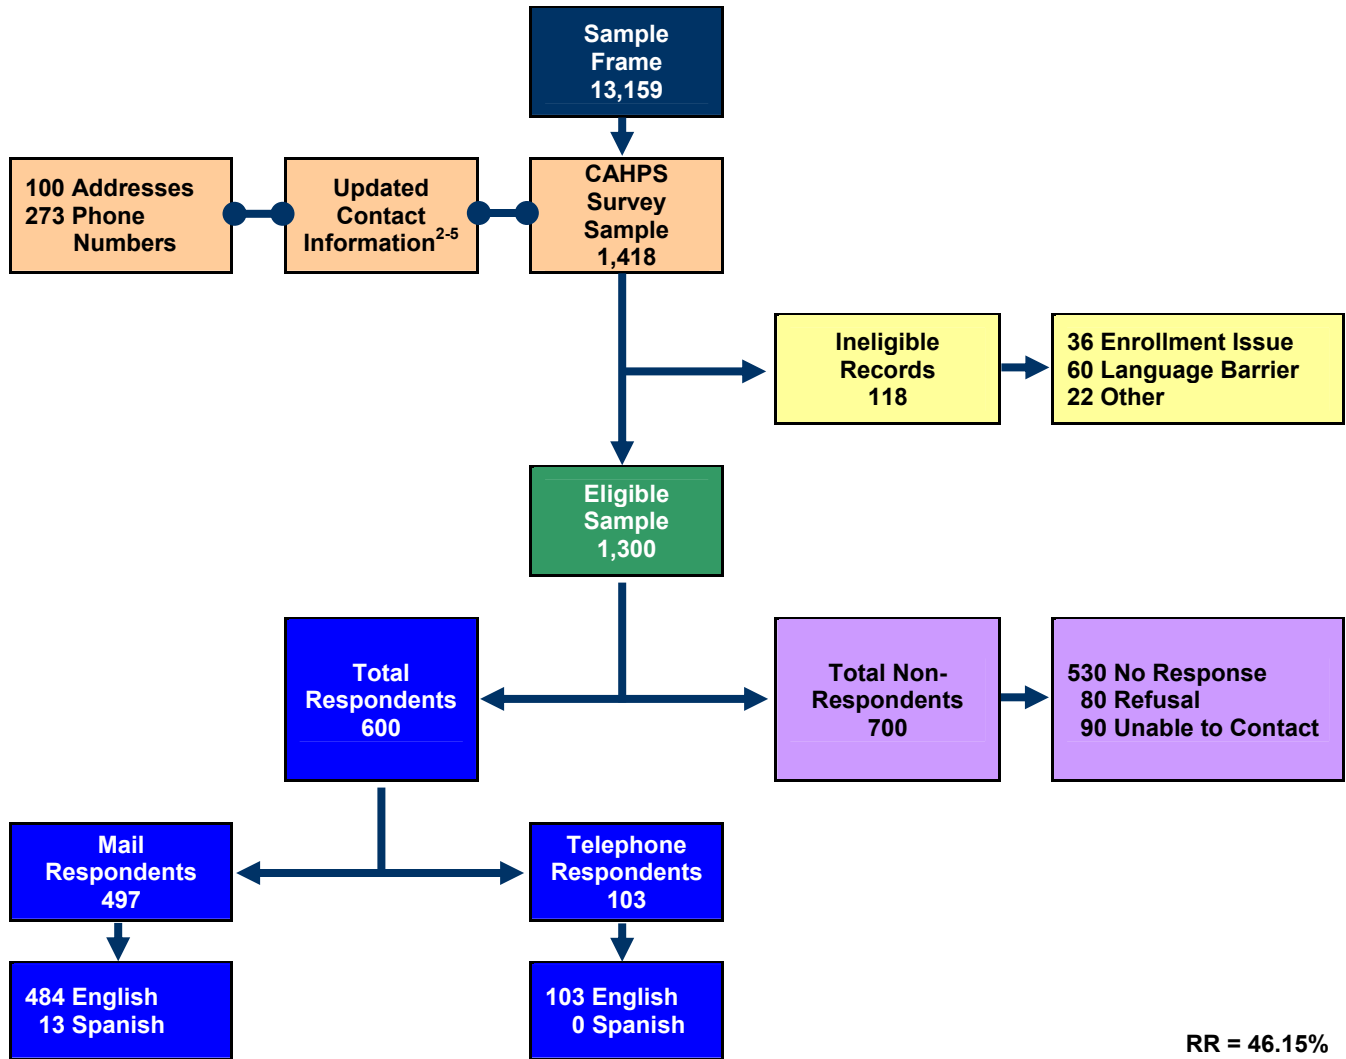 Sample
Frame
13,159
100 Addresses
273 Phone
Numbers
Updated
Contact
Information2-5
CAHPS
Survey
Sample
1,418
Ineligible
Records
118
36 Enrollment Issue
60 Language Barrier
22 Other
Eligible
Sample
1,300
Total
Respondents
600
Total Non-
Respondents
700
530 No Response
80 Refusal
90 Unable to Contact
Mail
Respondents
497
Telephone
Respondents
103
484 English
13 Spanish
103 English
0 Spanish
RR = 46.15%